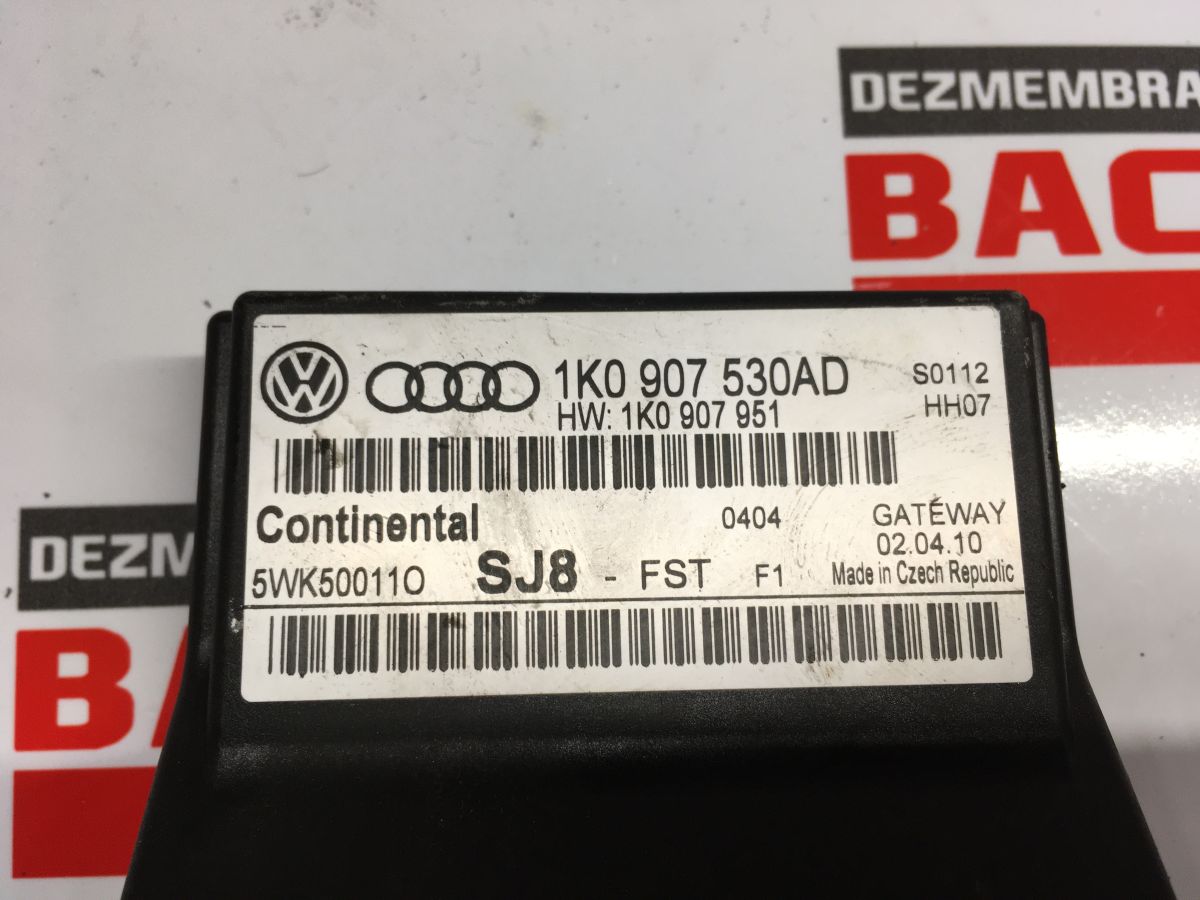 DEZMEMBRA
BAC
1K0 907 530AD
S0112
HW: 1K0 907 951
HH07
Continental
0404
GATEWAY
02.04.10
5WK50011O
SJ8 - FST F1
Made in Czech Republic
DEZM
BA